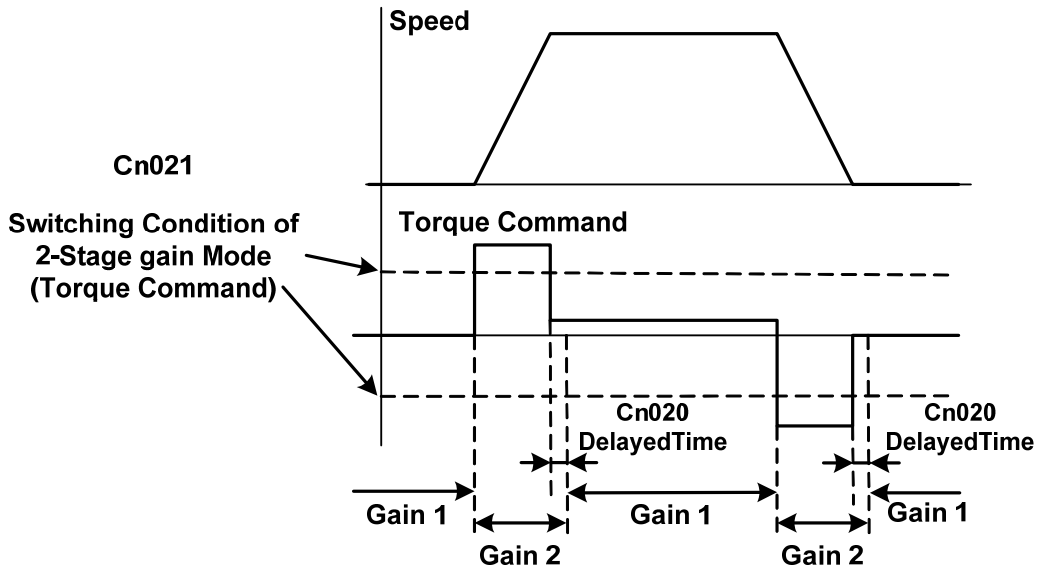 Speed
Cn021
Switching Condition of
2-Stage gain Mode
(Torque Command)
Torque Command
Cn020
DelayedTime
Cn020
DelayedTime
Gain 1
Gain 2
Gain 1
Gain 2
Gain 1